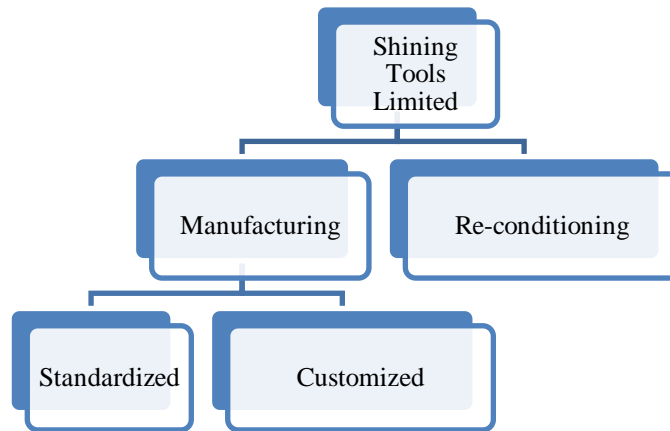 Shining
Tools
Limited
Manufacturing
Re-conditioning
Standardized
Customized